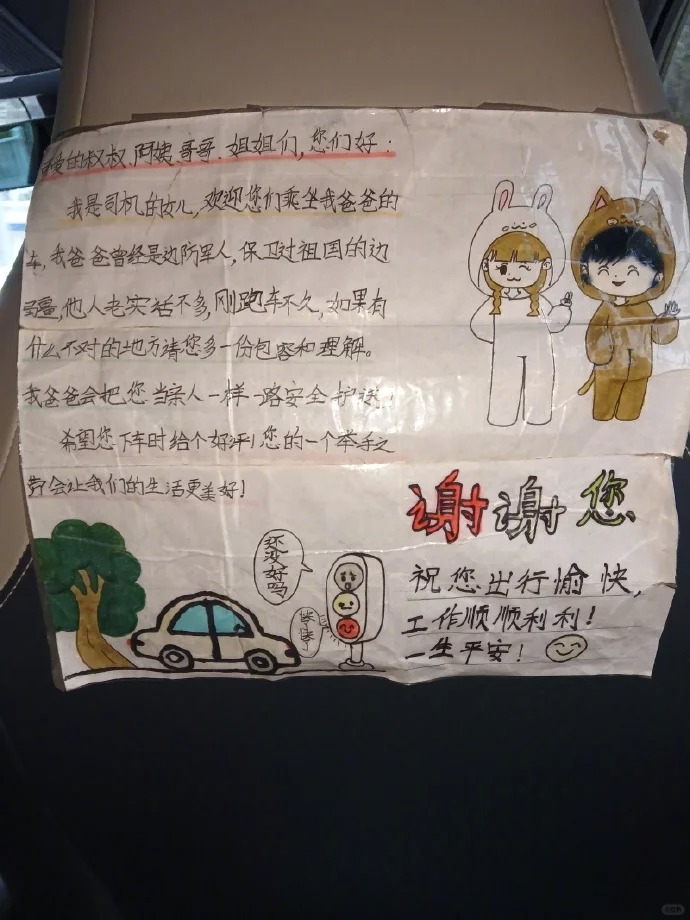 亲爱的叔叔、阿姨、哥哥、姐姐们，您们好：
我是司机的女儿，欢迎您们乘坐我爸爸的
车，我爸爸曾经是边防军人，保卫过祖国的边
疆，他人老实话不多，刚跑车不久，如果有
什么不对的地方请您多一份包容和理解。
我爸爸会把您当亲人一样一路安全护送！
希望您下车时给个好评！您的一个举手之
劳会让我们的生活更美好！
谢谢您
还没好吗
等等
祝您出行愉快，
工作顺顺利利！
一生平安！